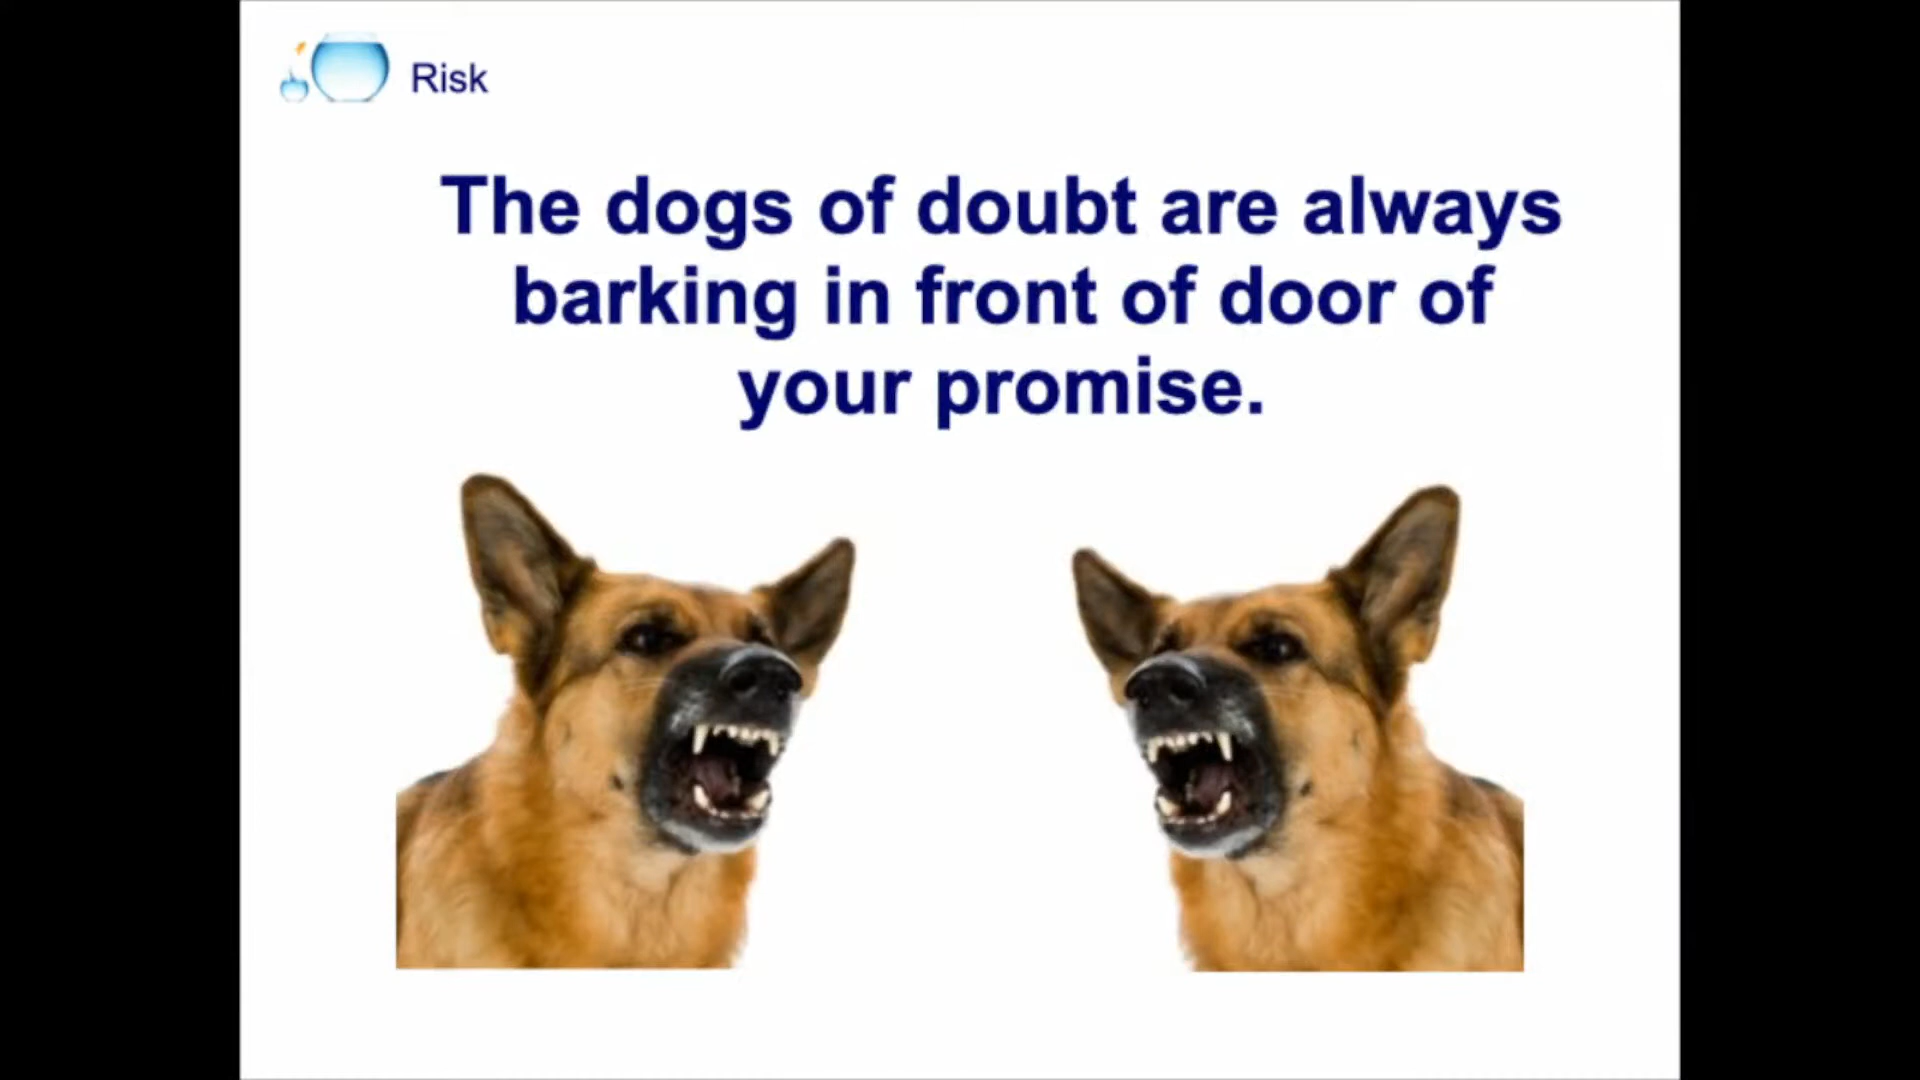 Risk
The dogs of doubt are always
barking in front of door of
your promise.